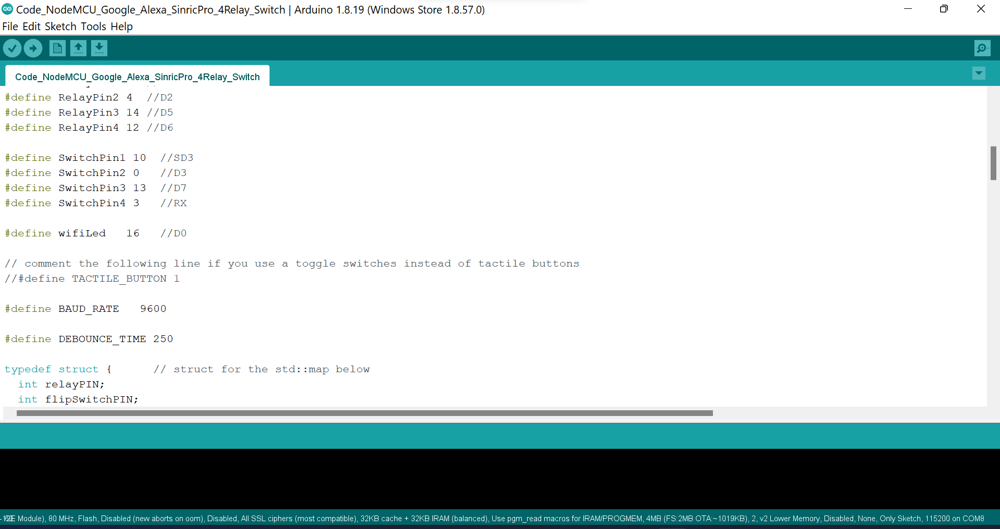 Code_NodeMCU_Google_Alexa_SinricPro_4Relay_Switch | Arduino 1.8.19 (Windows Store 1.8.57.0)
File Edit Sketch Tools Help
Code_NodeMCU_Google_Alexa_SinricPro_4Relay_Switch
#define RelayPin2 4  //D2
#define RelayPin3 14 //D5
#define RelayPin4 12 //D6
#define SwitchPin1 10  //SD3
#define SwitchPin2 0   //D3
#define SwitchPin3 13  //D7
#define SwitchPin4 3   //RX
#define wifiLed   16   //D0
// comment the following line if you use a toggle switches instead of tactile buttons
//#define TACTILE_BUTTON 1
#define BAUD_RATE   9600
#define DEBOUNCE_TIME 250
typedef struct {      // struct for the std::map below
  int relayPIN;
  int flipSwitchPIN;
Module), 80 MHz, Flash, Disabled (new aborts on oom), Disabled, All SSL ciphers (most compatible), 32KB cache + 32KB IRAM (balanced), Use pgm_read macros for IRAM/PROGMEM, 4MB (FS:2MB OTA:~1019KB), 2, v2 Lower Memory, Disabled, None, Only Sketch, 115200 on COM8